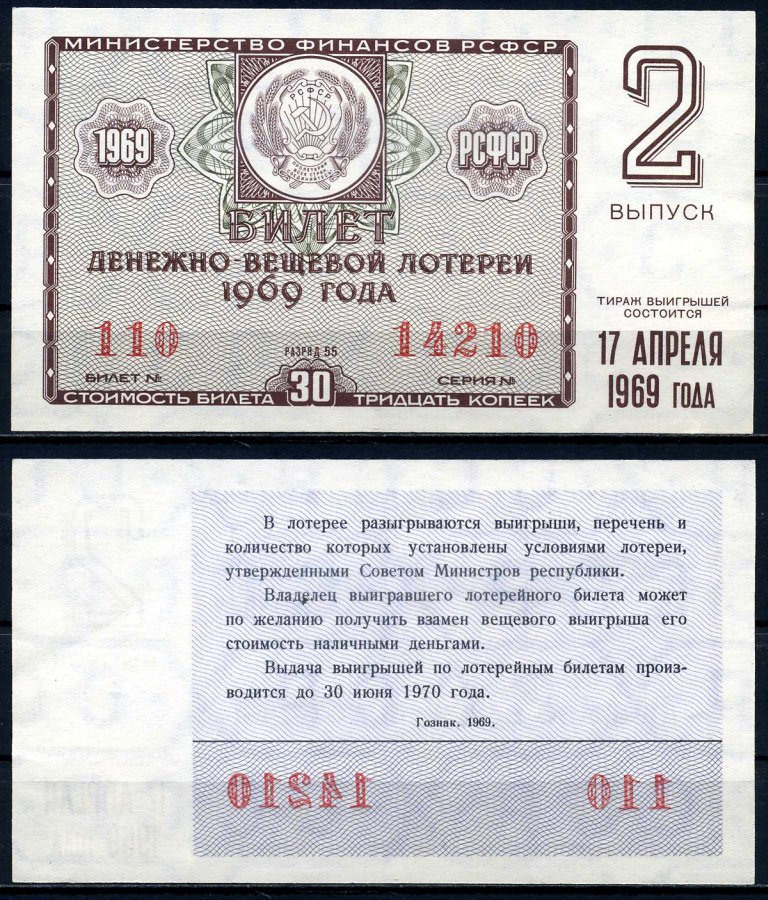 МИНИСТЕРСТВО ФИНАНСОВ РСФСР
2
ВЫПУСК
1969
РСФСР
РСФСР
БИЛЕТ
ДЕНЕЖНО ВЕЩЕВОЙ ЛОТЕРЕИ
1969 ГОДА
110
14210
РАЗРЯД 55
БИЛЕТ №
СЕРИЯ №
СТОИМОСТЬ БИЛЕТА 30 ТРИДЦАТЬ КОПЕЕК
ТИРАЖ ВЫИГРЫШЕЙ
СОСТОИТСЯ
17 АПРЕЛЯ
1969 ГОДА
В лотерее разыгрываются выигрыши, перечень и
количество которых установлены условиями лотереи,
утвержденными Советом Министров республики.
Владелец выигравшего лотерейного билета может
по желанию получить взамен вещевого выигрыша его
стоимость наличными деньгами.
Выдача выигрышей по лотерейным билетам произ-
водится до 30 июня 1970 года.
Гознак. 1969.
14210
110